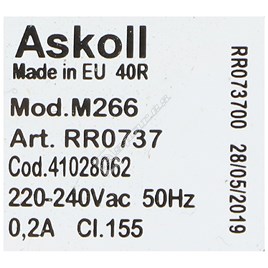 Askoll
Made in EU 40R
Mod.M266
Art. RR0737
Cod.41028062
220-240Vac 50Hz
0,2A Cl.155
RR073700 28/05/2019